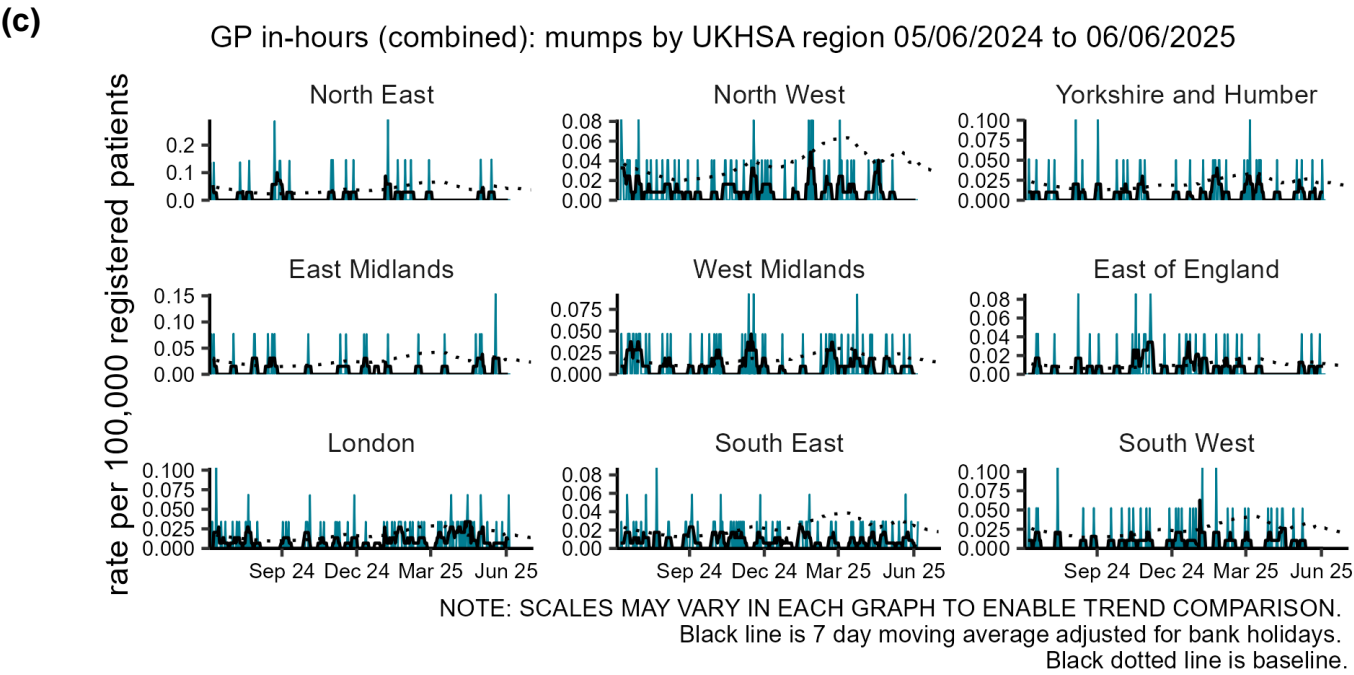 (c)
GP in-hours (combined): mumps by UKHSA region 05/06/2024 to 06/06/2025
rate per 100,000 registered patients
North East
0.2
0.1
0.0
North West
0.08
0.06
0.04
0.02
0.00
Yorkshire and Humber
0.100
0.075
0.050
0.025
0.000
East Midlands
0.15
0.10
0.05
0.00
West Midlands
0.075
0.050
0.025
0.000
East of England
0.08
0.06
0.04
0.02
0.00
London
0.100
0.075
0.050
0.025
0.000
Sep 24 Dec 24 Mar 25 Jun 25
South East
0.08
0.06
0.04
0.02
0.00
Sep 24 Dec 24 Mar 25 Jun 25
South West
0.100
0.075
0.050
0.025
0.000
Sep 24 Dec 24 Mar 25 Jun 25
NOTE: SCALES MAY VARY IN EACH GRAPH TO ENABLE TREND COMPARISON.
Black line is 7 day moving average adjusted for bank holidays.
Black dotted line is baseline.